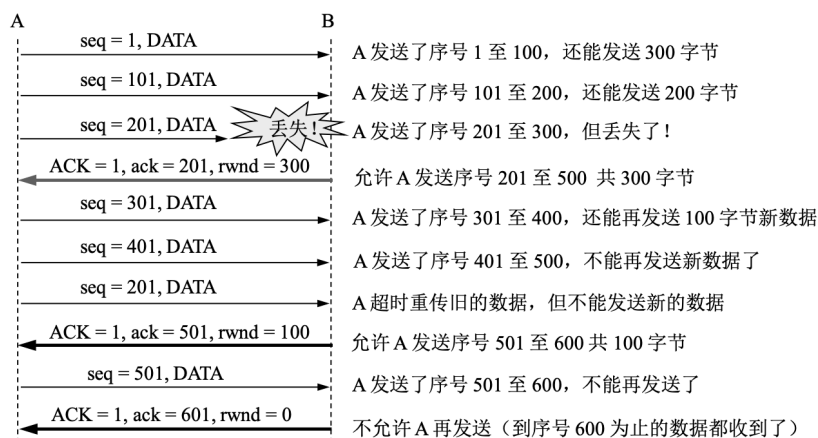 A B
seq = 1, DATA A 发送了序号 1 至 100，还能发送 300 字节
seq = 101, DATA A 发送了序号 101 至 200，还能发送 200 字节
seq = 201, DATA 丢失！ A 发送了序号 201 至 300，但丢失了！
ACK = 1, ack = 201, rwnd = 300 允许 A 发送序号 201 至 500 共 300 字节
seq = 301, DATA A 发送了序号 301 至 400，还能再发送 100 字节新数据
seq = 401, DATA A 发送了序号 401 至 500，不能再发送新数据了
seq = 201, DATA A 超时重传旧的数据，但不能发送新的数据
ACK = 1, ack = 501, rwnd = 100 允许 A 发送序号 501 至 600 共 100 字节
seq = 501, DATA A 发送了序号 501 至 600，不能再发送了
ACK = 1, ack = 601, rwnd = 0 不允许 A 再发送（到序号 600 为止的数据都收到了）